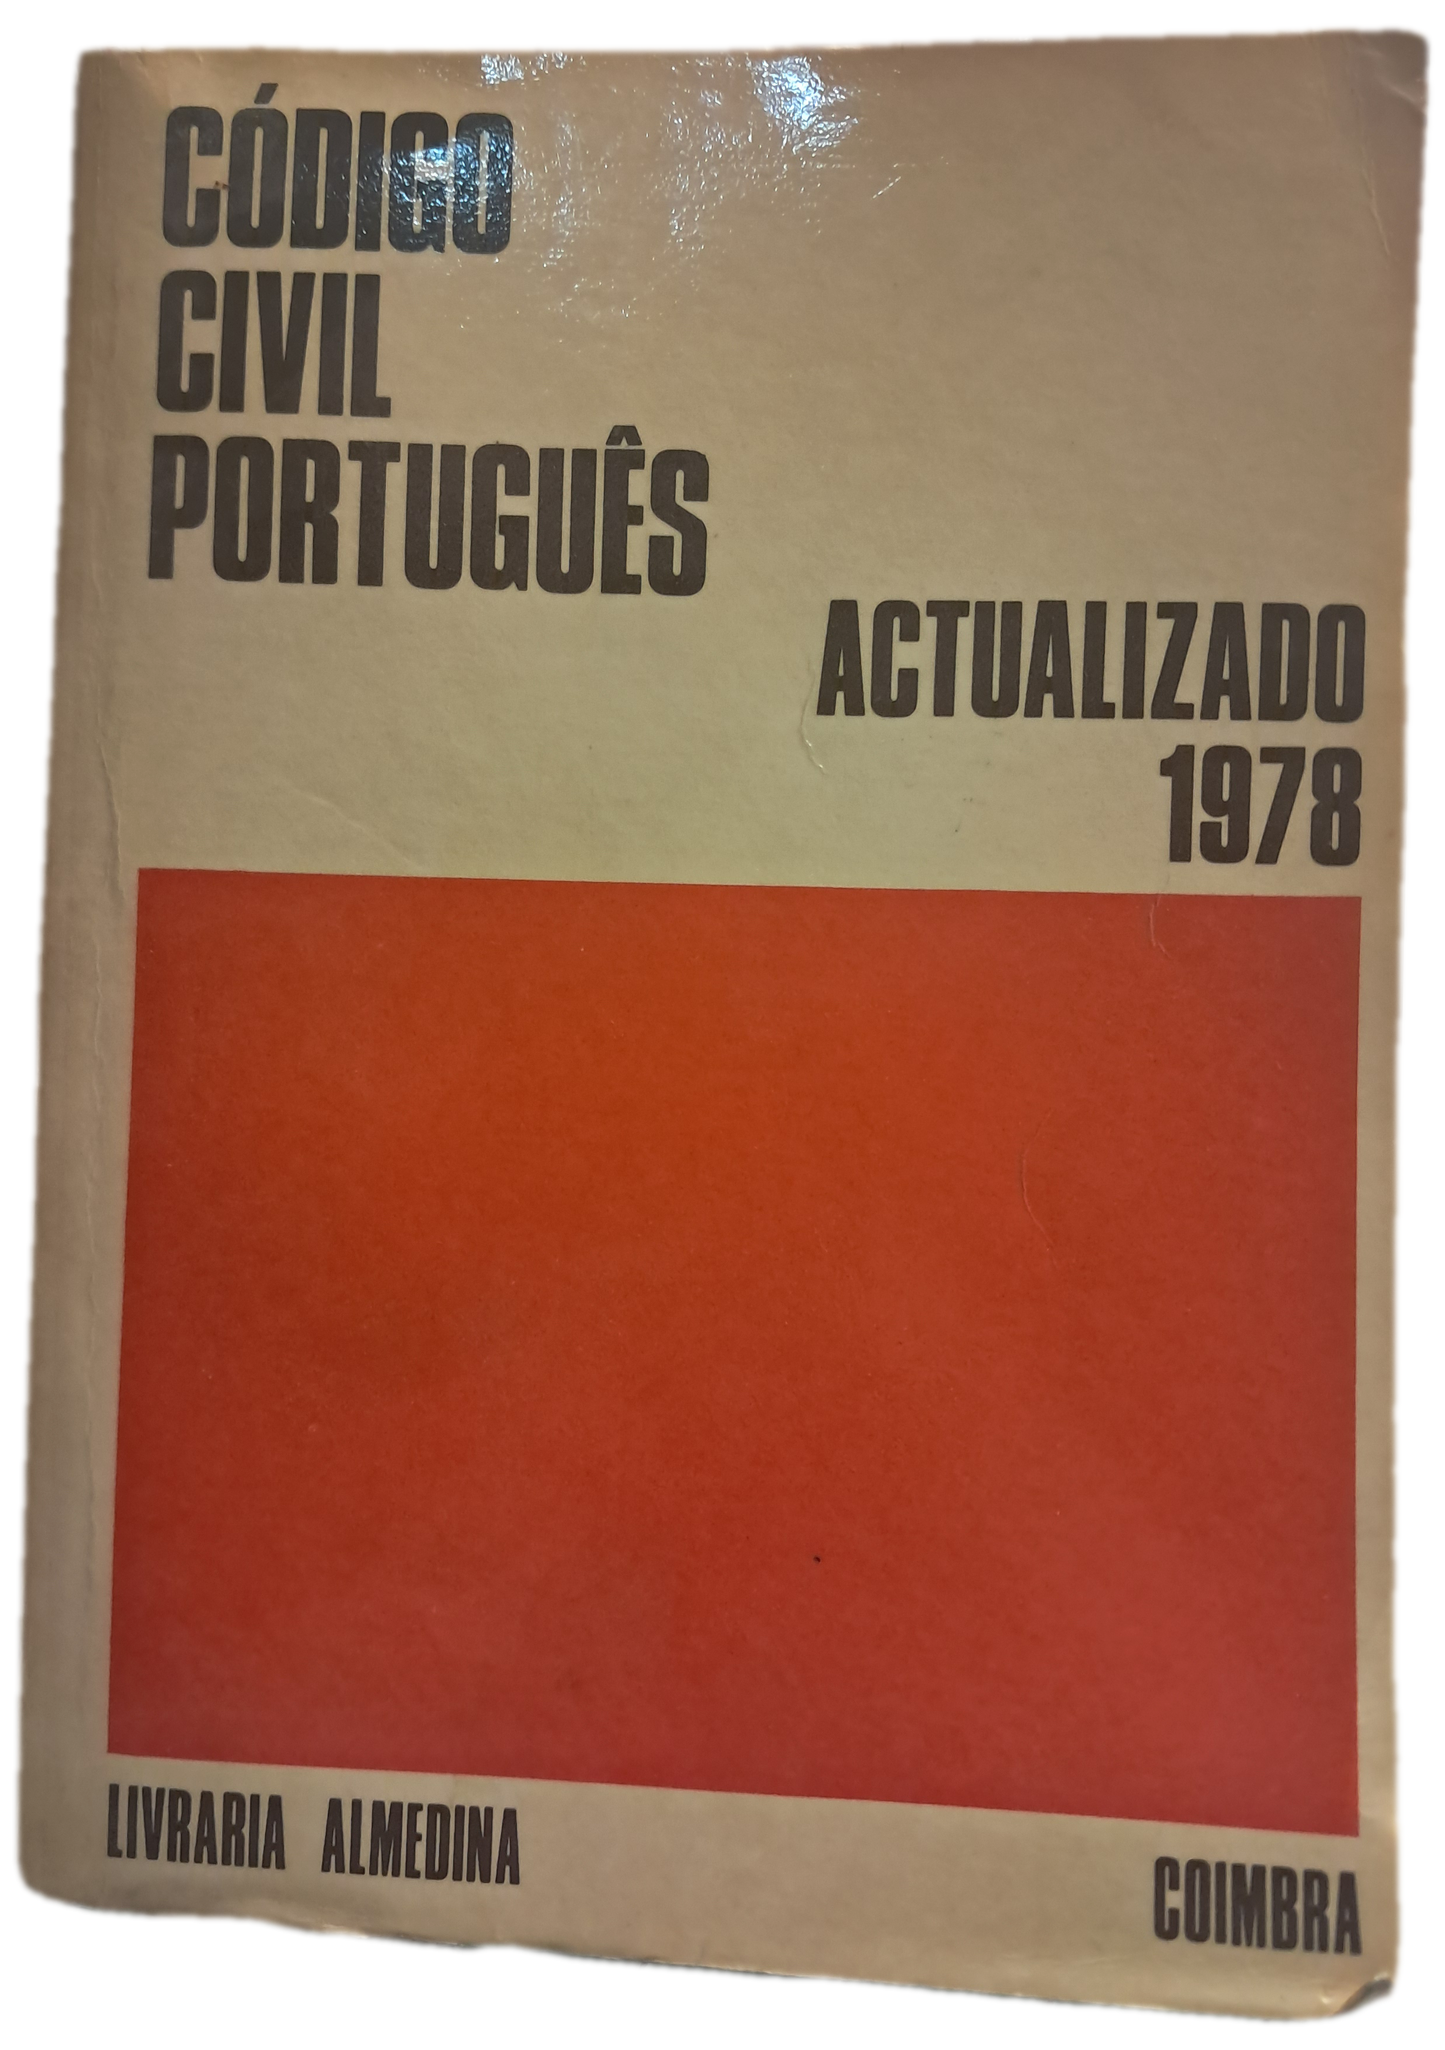 CÓDIGO
CIVIL
PORTUGUÊS
ACTUALIZADO
1978
LIVRARIA ALMEDINA
COIMBRA